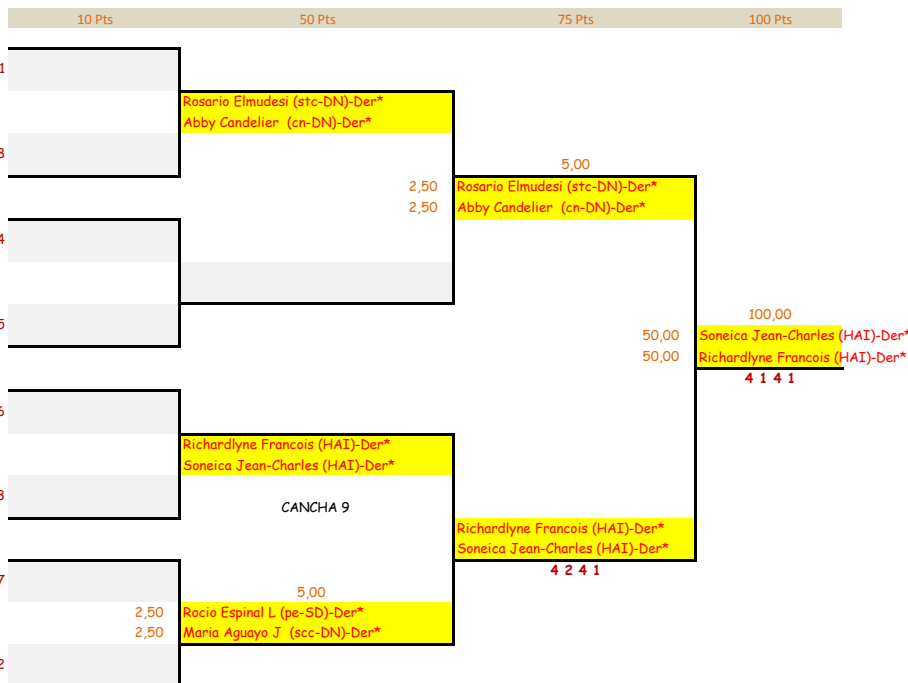 10 Pts 50 Pts 75 Pts 100 Pts
1
Rosario Elmudesi (stc-DN)-Der*
Abby Candelier (cn-DN)-Der*
3
5,00
2,50 Rosario Elmudesi (stc-DN)-Der*
2,50 Abby Candelier (cn-DN)-Der*
4
100,00
5
50,00 Soneica Jean-Charles (HAI)-Der*
50,00 Richardlyne Francois (HAI)-Der*
4 1 4 1
6
Richardlyne Francois (HAI)-Der*
Soneica Jean-Charles (HAI)-Der*
8
CANCHA 9
Richardlyne Francois (HAI)-Der*
Soneica Jean-Charles (HAI)-Der*
4 2 4 1
7
5,00
2,50 Rocio Espinal L (pe-SD)-Der*
2,50 Maria Aguayo J (scc-DN)-Der*
2